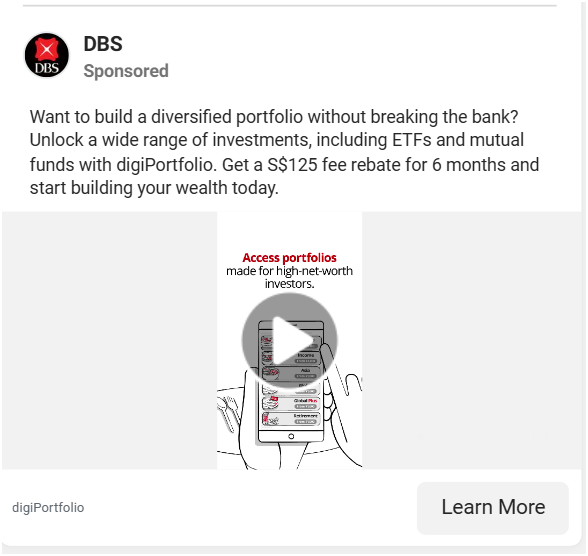 DBS
Sponsored
DBS
Want to build a diversified portfolio without breaking the bank?
Unlock a wide range of investments, including ETFs and mutual
funds with digiPortfolio. Get a S$125 fee rebate for 6 months and
start building your wealth today.
Access portfolios
made for high-net-worth
investors.
Income
Asia
Global Plus
Retirement
digiPortfolio
Learn More